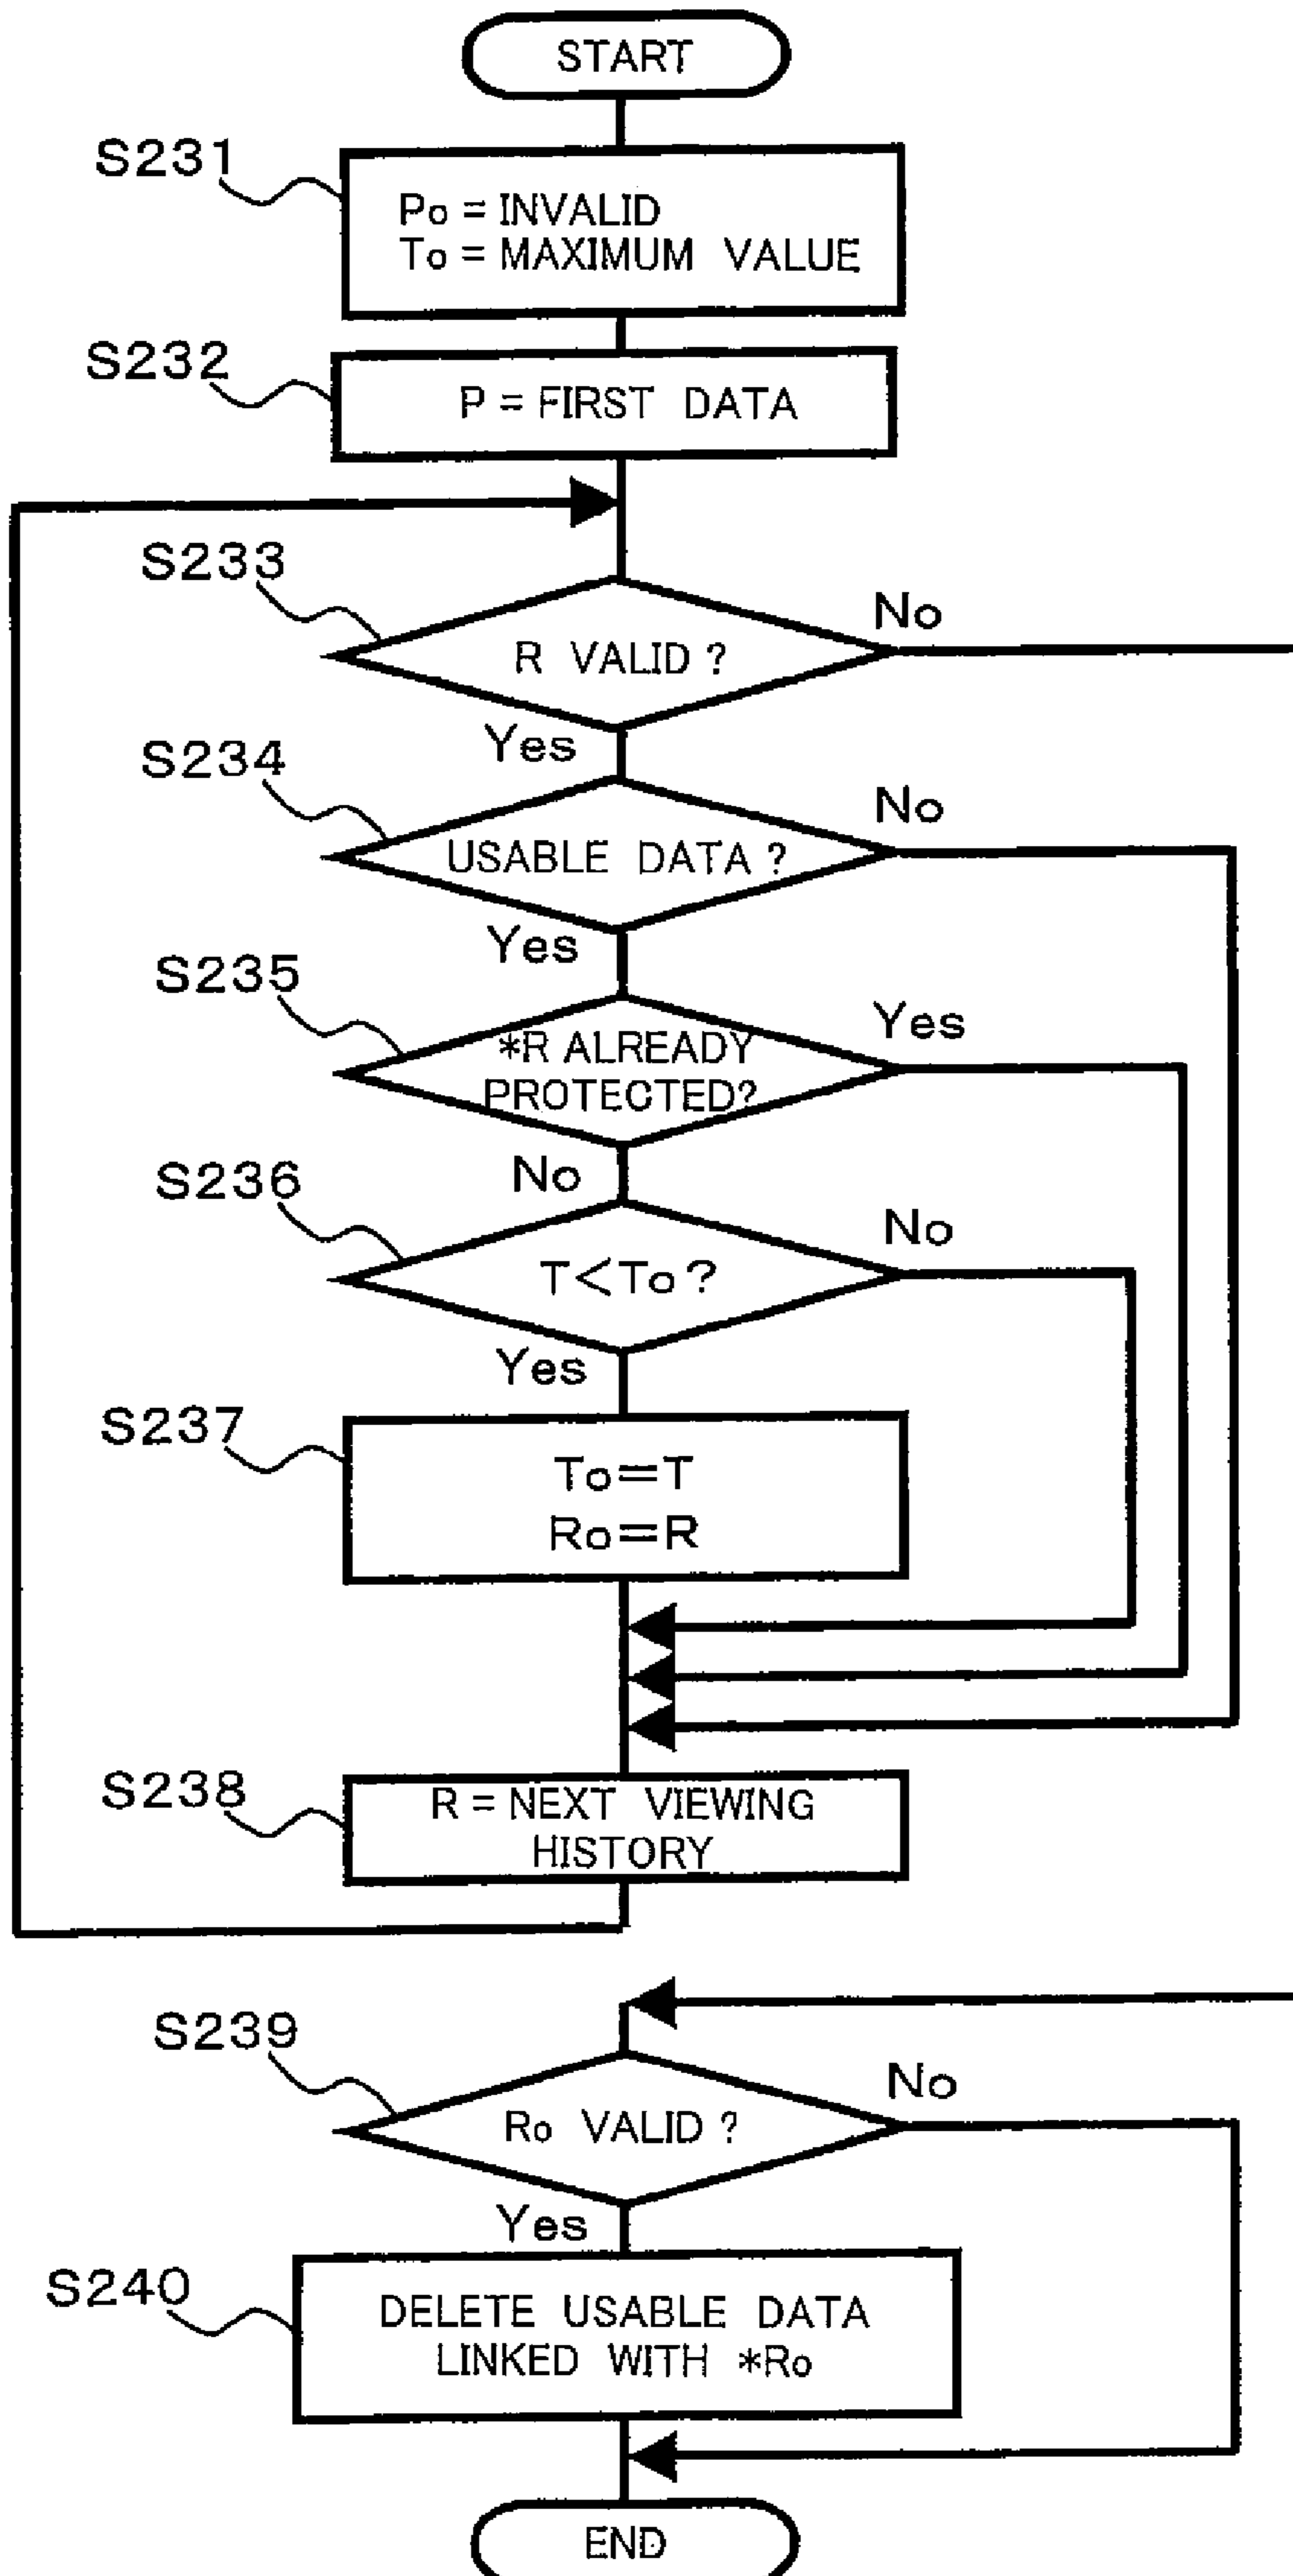 START
S231
Po = INVALID
To = MAXIMUM VALUE
S232
P = FIRST DATA
S233
R VALID ?
No
Yes
S234
USABLE DATA ?
No
Yes
S235
*R ALREADY
PROTECTED?
Yes
No
S236
T<To ?
No
Yes
S237
To=T
Ro=R
S238
R = NEXT VIEWING
HISTORY
S239
Ro VALID ?
No
Yes
S240
DELETE USABLE DATA
LINKED WITH *Ro
END